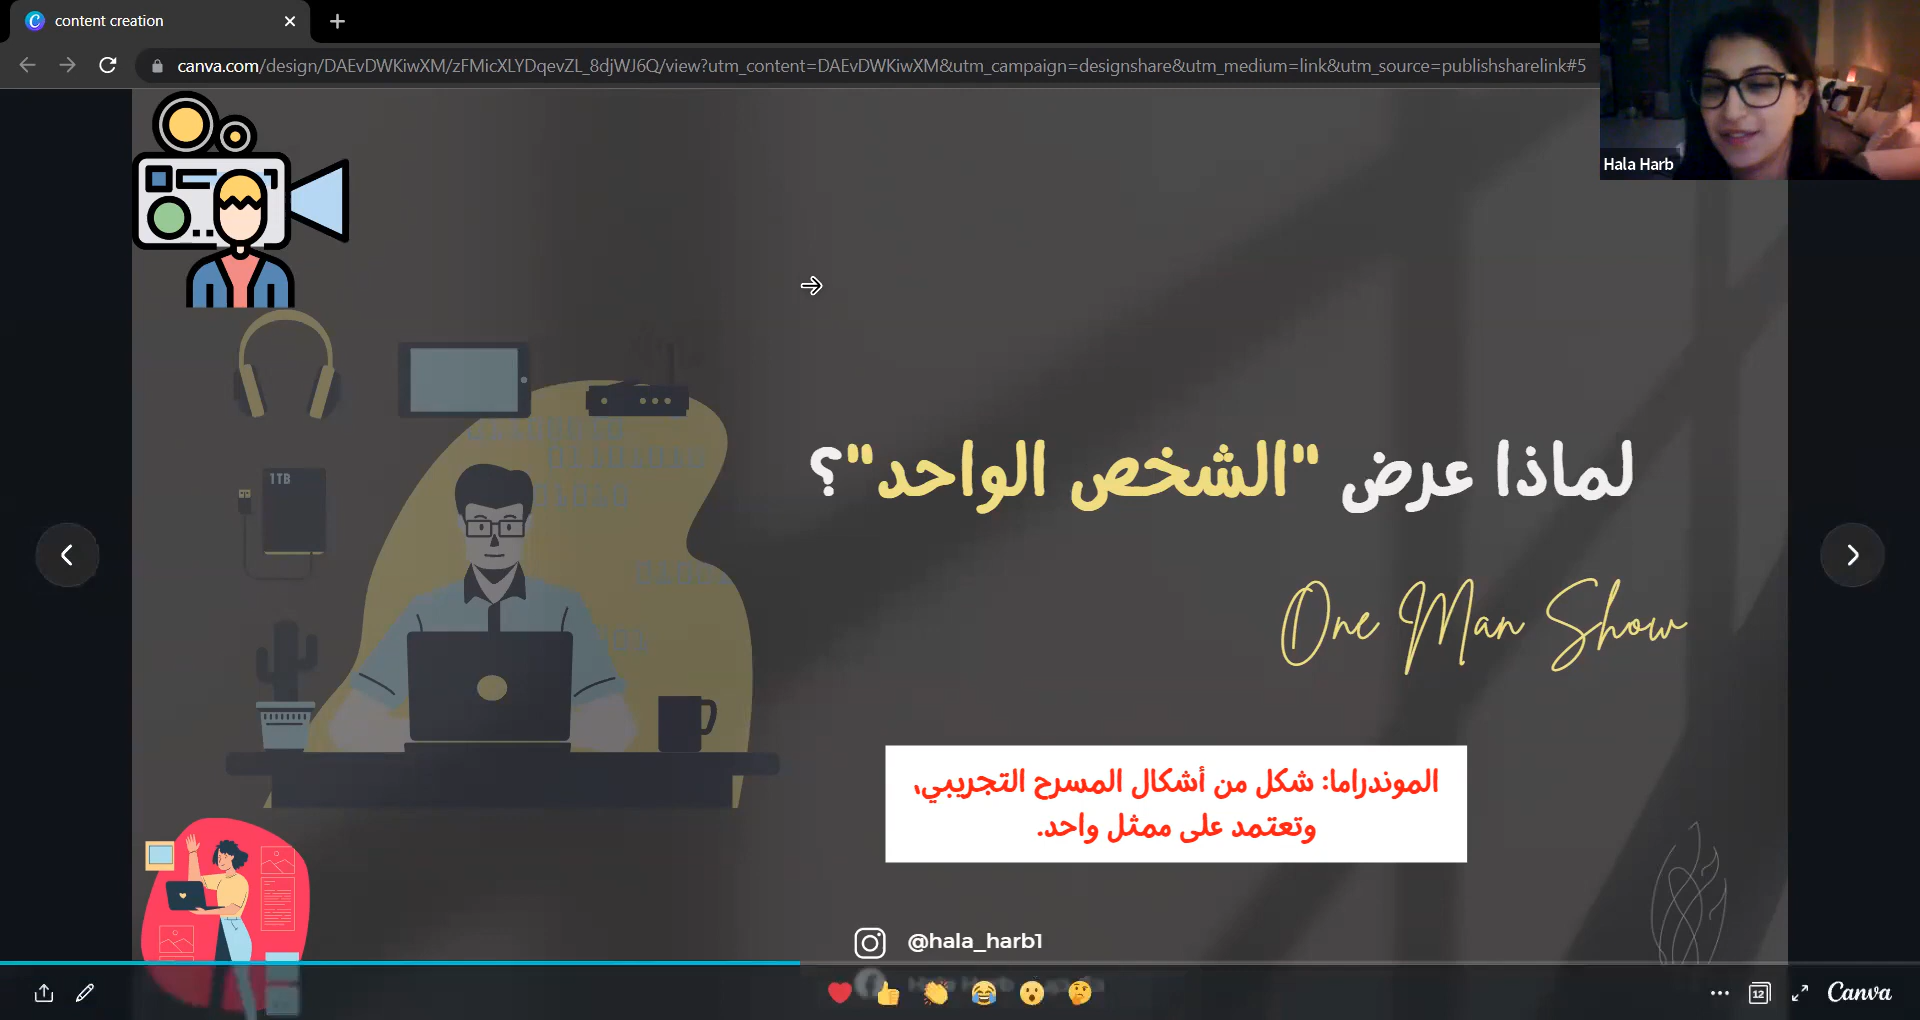 content creation
canva.com/design/DAEvDWKiwXM/zFMicXLYDqevZL_8djWJ6Q/view?utm_content=DAEvDWKiwXM&utm_campaign=designshare&utm_medium=link&utm_source=publishsharelink#5
Hala Harb
1TB
لماذا عرض "الشخص الواحد"؟
One Man Show
الموندراما: شكل من أشكال المسرح التجريبي،
وتعتمد على ممثل واحد.
@hala_harb1
12
Canva